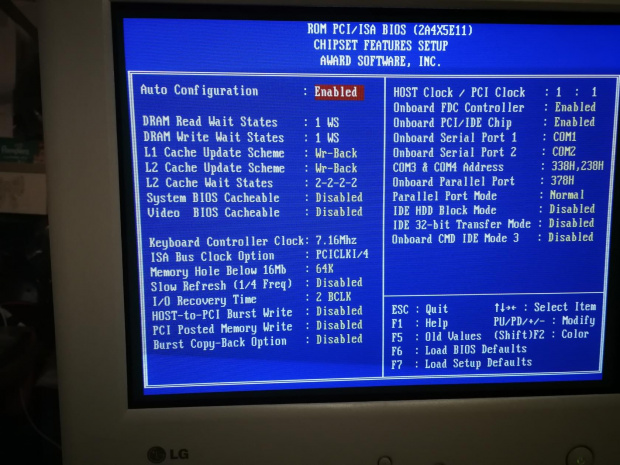 ROM PCI/ISA BIOS (2A4X5E11)
CHIPSET FEATURES SETUP
AWARD SOFTWARE, INC.
Auto Configuration : Enabled
DRAM Read Wait States : 1 WS
DRAM Write Wait States : 1 WS
L1 Cache Update Scheme : Wr-Back
L2 Cache Update Scheme : Wr-Back
L2 Cache Wait States : 2-2-2-2
System BIOS Cacheable : Disabled
Video BIOS Cacheable : Disabled
Keyboard Controller Clock: 7.16Mhz
ISA Bus Clock Option : PCICLKI/4
Memory Hole Below 16Mb : 64K
Slow Refresh (1/4 Freq) : Disabled
I/O Recovery Time : 2 BCLK
HOST-to-PCI Burst Write : Disabled
PCI Posted Memory Write : Disabled
Burst Copy-Back Option : Disabled
HOST Clock / PCI Clock : 1 : 1
Onboard FDC Controller : Enabled
Onboard PCI/IDE Chip : Enabled
Onboard Serial Port 1 : COM1
Onboard Serial Port 2 : COM2
COM3 & COM4 Address : 338H,238H
Onboard Parallel Port : 378H
Parallel Port Mode : Normal
IDE HDD Block Mode : Disabled
IDE 32-bit Transfer Mode : Disabled
Onboard CMD IDE Mode 3 : Disabled
ESC : Quit ↑↓→← : Select Item
F1 : Help PU/PD/+/- : Modify
F5 : Old Values (Shift)F2 : Color
F6 : Load BIOS Defaults
F7 : Load Setup Defaults
LG